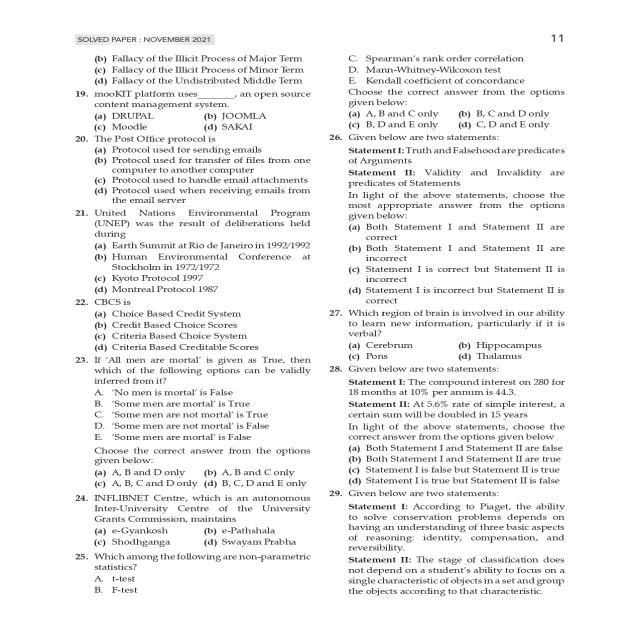 SOLVED PAPER : NOVEMBER 2021
11
(b) Fallacy of the Illicit Process of Major Term
(c) Fallacy of the Illicit Process of Minor Term
(d) Fallacy of the Undistributed Middle Term
19. mooKIT platform uses_______, an open source
content management system.
(a) DRUPAL (b) JOOMLA
(c) Moodle (d) SAKAI
20. The Post Office protocol is
(a) Protocol used for sending emails
(b) Protocol used for transfer of files from one
computer to another computer
(c) Protocol used to handle email attachments
(d) Protocol used when receiving emails from
the email server
21. United Nations Environmental Program
(UNEP) was the result of deliberations held
during
(a) Earth Summit at Rio de Janeiro in 1992/1992
(b) Human Environmental Conference at
Stockholm in 1972/1972
(c) Kyoto Protocol 1997
(d) Montreal Protocol 1987
22. CBCS is
(a) Choice Based Credit System
(b) Credit Based Choice Scores
(c) Criteria Based Choice System
(d) Criteria Based Creditable Scores
23. If 'All men are mortal' is given as True, then
which of the following options can be validly
inferred from it?
A. 'No men is mortal' is False
B. 'Some men are mortal' is True
C. 'Some men are not mortal' is True
D. 'Some men are not mortal' is False
E. 'Some men are mortal' is False
Choose the correct answer from the options
given below:
(a) A, B and D only (b) A, B and C only
(c) A, B, C and D only (d) B, C, D and E only
24. INFLIBNET Centre, which is an autonomous
Inter-University Centre of the University
Grants Commission, maintains
(a) e-Gyankosh (b) e-Pathshala
(c) Shodhganga (d) Swayam Prabha
25. Which among the following are non-parametric
statistics?
A. t-test
B. F-test
C. Spearman's rank order correlation
D. Mann-Whitney-Wilcoxon test
E. Kendall coefficient of concordance
Choose the correct answer from the options
given below:
(a) A, B and C only (b) B, C and D only
(c) B, D and E only (d) C, D and E only
26. Given below are two statements:
Statement I: Truth and Falsehood are predicates
of Arguments
Statement II: Validity and Invalidity are
predicates of Statements
In light of the above statements, choose the
most appropriate answer from the options
given below:
(a) Both Statement I and Statement II are
correct
(b) Both Statement I and Statement II are
incorrect
(c) Statement I is correct but Statement II is
incorrect
(d) Statement I is incorrect but Statement II is
correct
27. Which region of brain is involved in our ability
to learn new information, particularly if it is
verbal?
(a) Cerebrum (b) Hippocampus
(c) Pons (d) Thalamus
28. Given below are two statements:
Statement I: The compound interest on 280 for
18 months at 10% per annum is 44.3.
Statement II: At 5.6% rate of simple interest, a
certain sum will be doubled in 15 years
In light of the above statements, choose the
correct answer from the options given below
(a) Both Statement I and Statement II are false
(b) Both Statement I and Statement II are true
(c) Statement I is false but Statement II is true
(d) Statement I is true but Statement II is false
29. Given below are two statements:
Statement I: According to Piaget, the ability
to solve conservation problems depends on
having an understanding of three basic aspects
of reasoning: identity, compensation, and
reversibility.
Statement II: The stage of classification does
not depend on a student's ability to focus on a
single characteristic of objects in a set and group
the objects according to that characteristic.